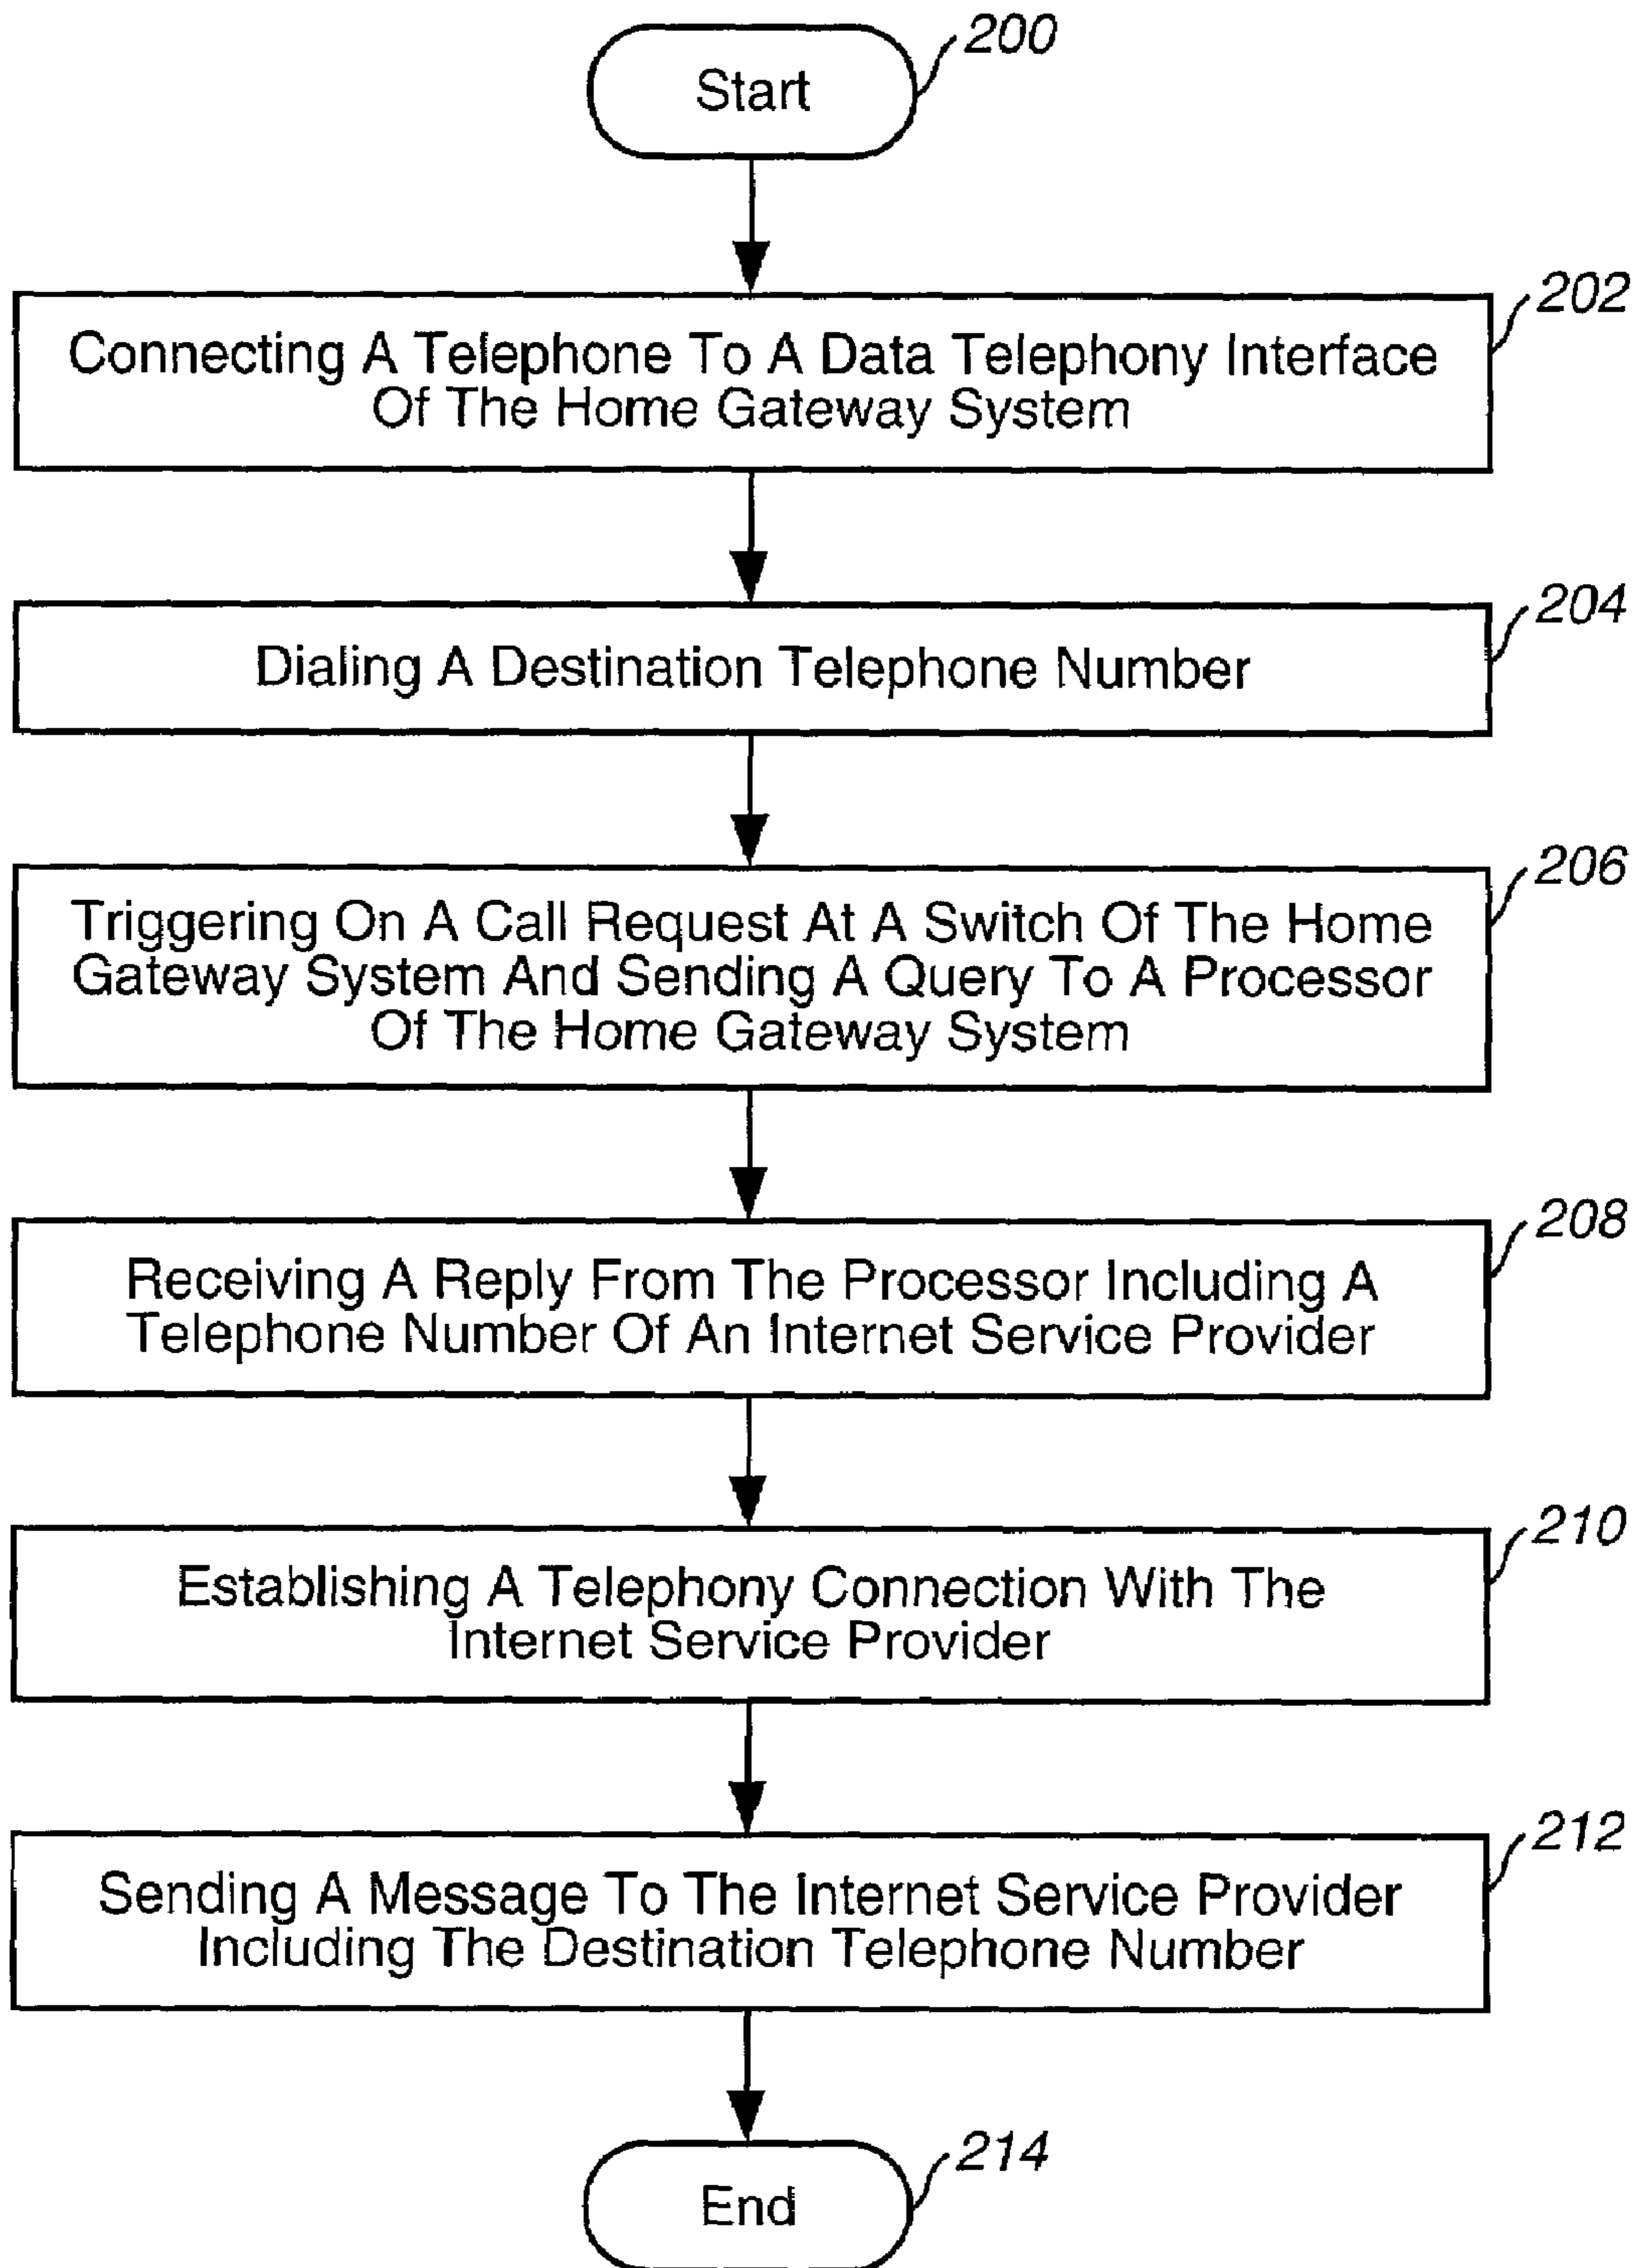 200
Start
202
Connecting A Telephone To A Data Telephony Interface
Of The Home Gateway System
204
Dialing A Destination Telephone Number
206
Triggering On A Call Request At A Switch Of The Home
Gateway System And Sending A Query To A Processor
Of The Home Gateway System
208
Receiving A Reply From The Processor Including A
Telephone Number Of An Internet Service Provider
210
Establishing A Telephony Connection With The
Internet Service Provider
212
Sending A Message To The Internet Service Provider
Including The Destination Telephone Number
214
End